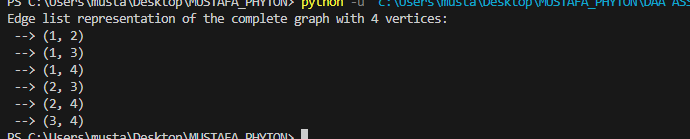 PS C:\Users\musta\Desktop\MUSTAFA_PHYTON> python -u "c:\Users\musta\Desktop\MUSTAFA_PHYTON\DAA ASS
Edge list representation of the complete graph with 4 vertices:
--> (1, 2)
--> (1, 3)
--> (1, 4)
--> (2, 3)
--> (2, 4)
--> (3, 4)
PS C:\Users\musta\Desktop\MUSTAFA_PHYTON>